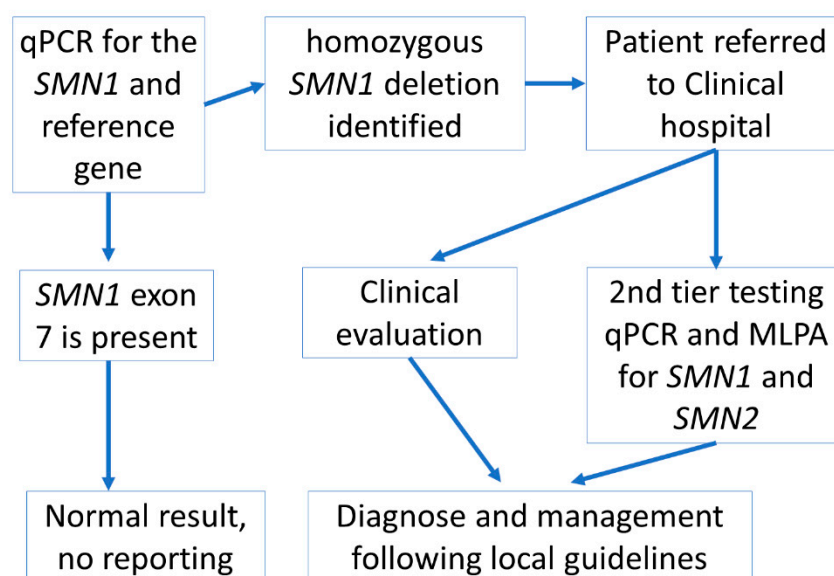 qPCR for the
SMN1 and
reference
gene
homozygous
SMN1 deletion
identified
Patient referred
to Clinical
hospital
SMN1 exon
7 is present
Clinical
evaluation
2nd tier testing
qPCR and MLPA
for SMN1 and
SMN2
Normal result,
no reporting
Diagnose and management
following local guidelines